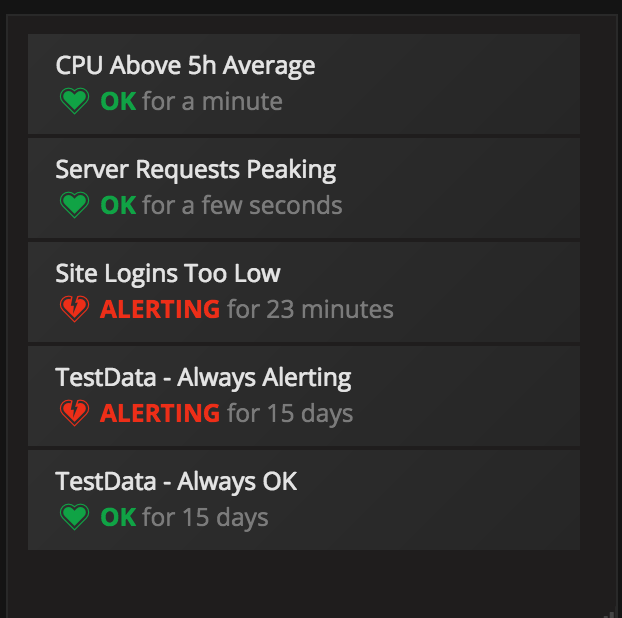 CPU Above 5h Average
OK for a minute
Server Requests Peaking
OK for a few seconds
Site Logins Too Low
ALERTING for 23 minutes
TestData - Always Alerting
ALERTING for 15 days
TestData - Always OK
OK for 15 days